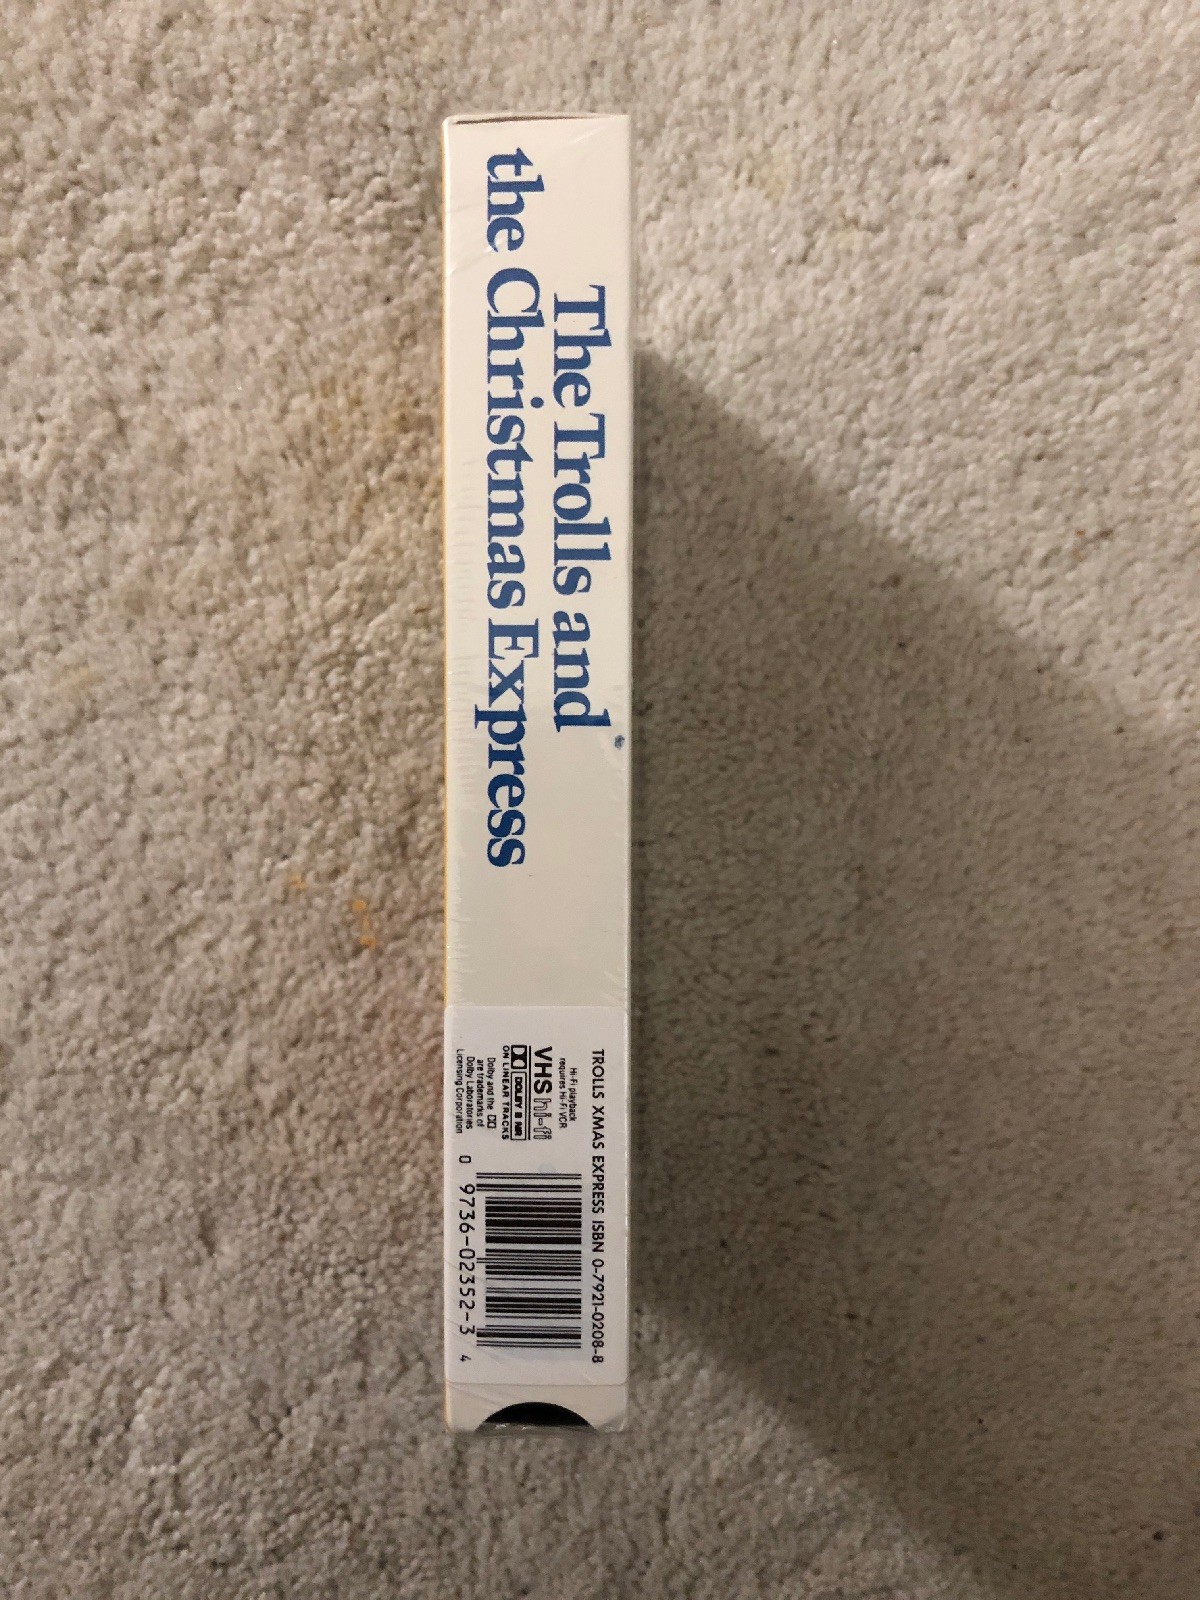 The Trolls and
the Christmas Express
TROLLS XMAS EXPRESS ISBN 0-7921-0208-8
Hi-Fi playback
requires Hi-Fi VCR
VHS hi-fi
DOLBY B NR
ON LINEAR TRACKS
Dolby and the
are trademarks of
Dolby Laboratories
Licensing Corporation
0 9736-02352-3 4